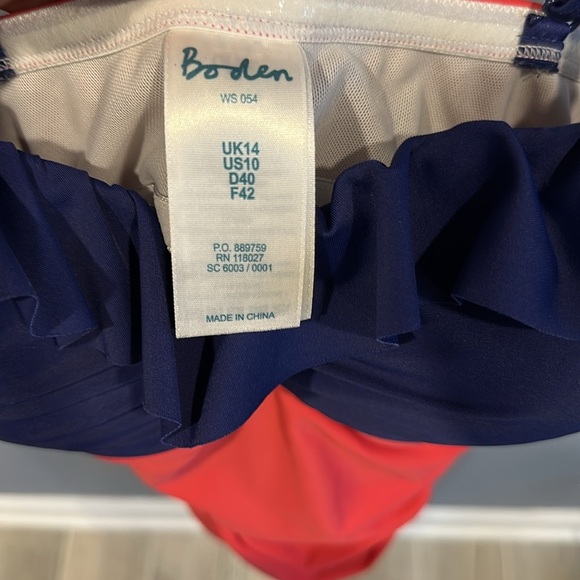 Boden
WS 054
UK14
US10
D40
F42
P.O. 889759
RN 118027
SC 6003 / 0001
MADE IN CHINA